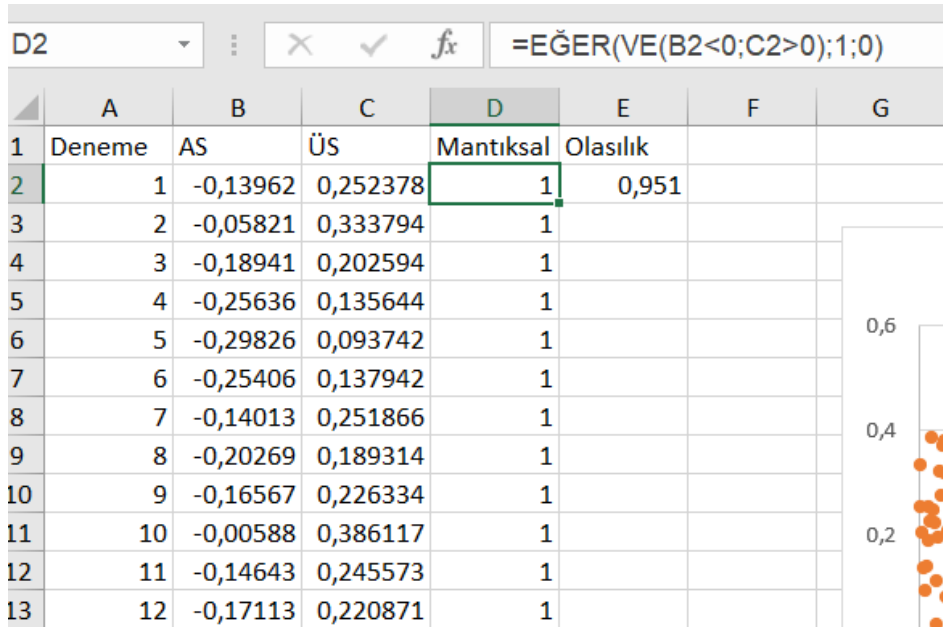 D2 fx =EĞER(VE(B2<0;C2>0);1;0)
A B C D E F G
1 Deneme AS ÜS Mantıksal Olasılık
2 1 -0,13962 0,252378 1 0,951
3 2 -0,05821 0,333794 1
4 3 -0,18941 0,202594 1
5 4 -0,25636 0,135644 1
6 5 -0,29826 0,093742 1
7 6 -0,25406 0,137942 1
8 7 -0,14013 0,251866 1
9 8 -0,20269 0,189314 1
10 9 -0,16567 0,226334 1
11 10 -0,00588 0,386117 1
12 11 -0,14643 0,245573 1
13 12 -0,17113 0,220871 1
0,6
0,4
0,2